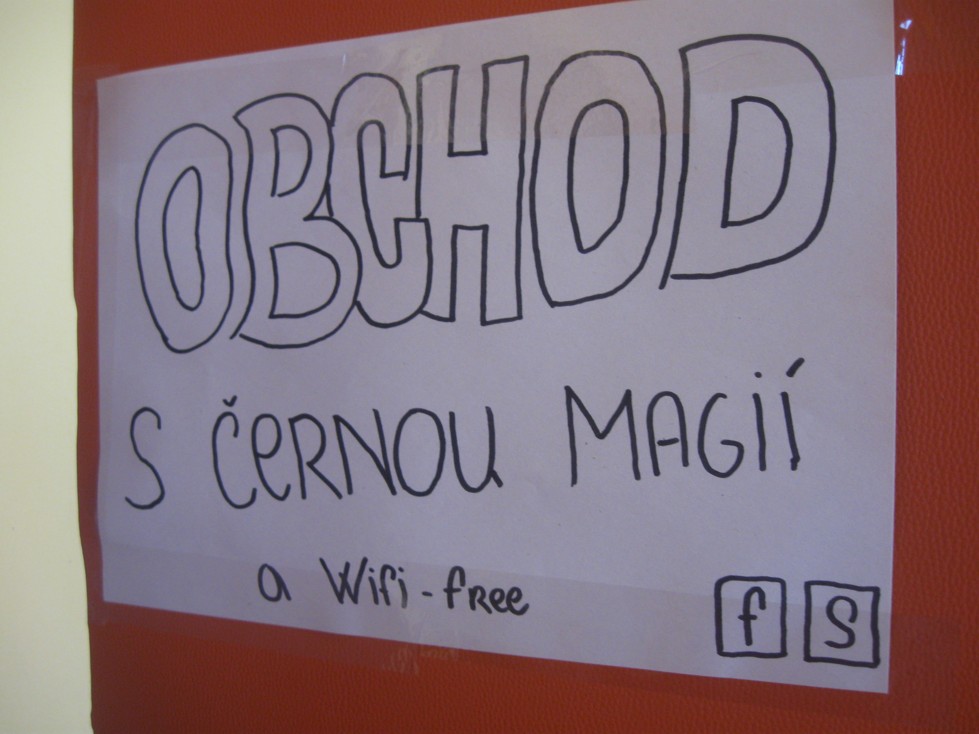 OBCHOD
S ČERNOU MAGIÍ
a Wifi-free
f S